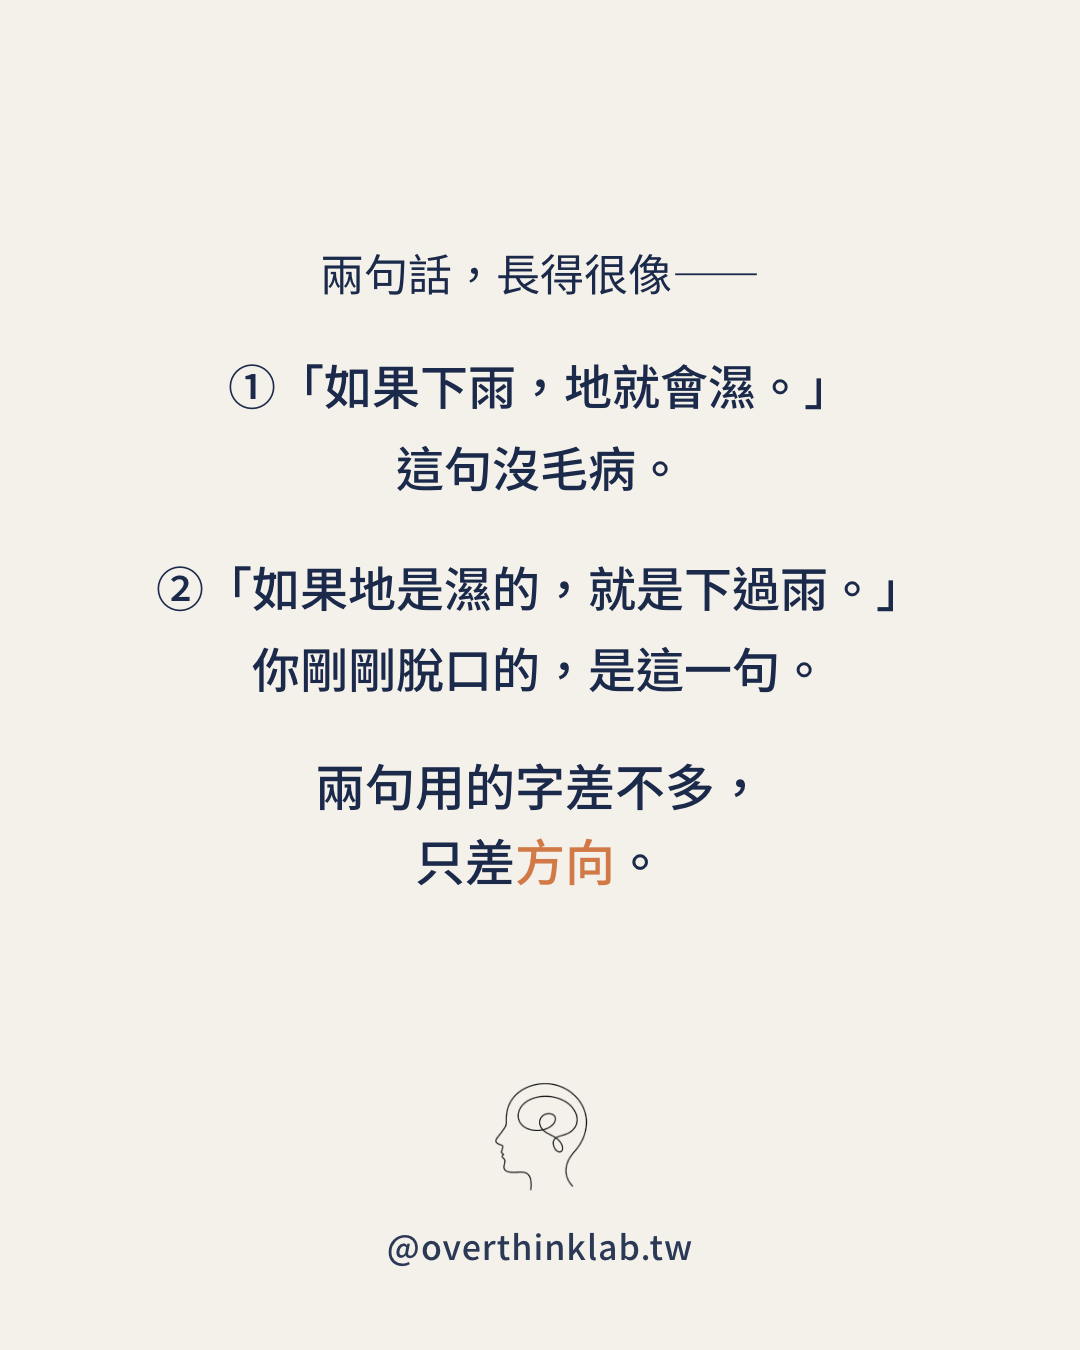 兩句話，長得很像——
①「如果下雨，地就會濕。」
這句沒毛病。
②「如果地是濕的，就是下過雨。」
你剛剛脫口的，是這一句。
兩句用的字差不多，
只差方向。
@overthinklab.tw